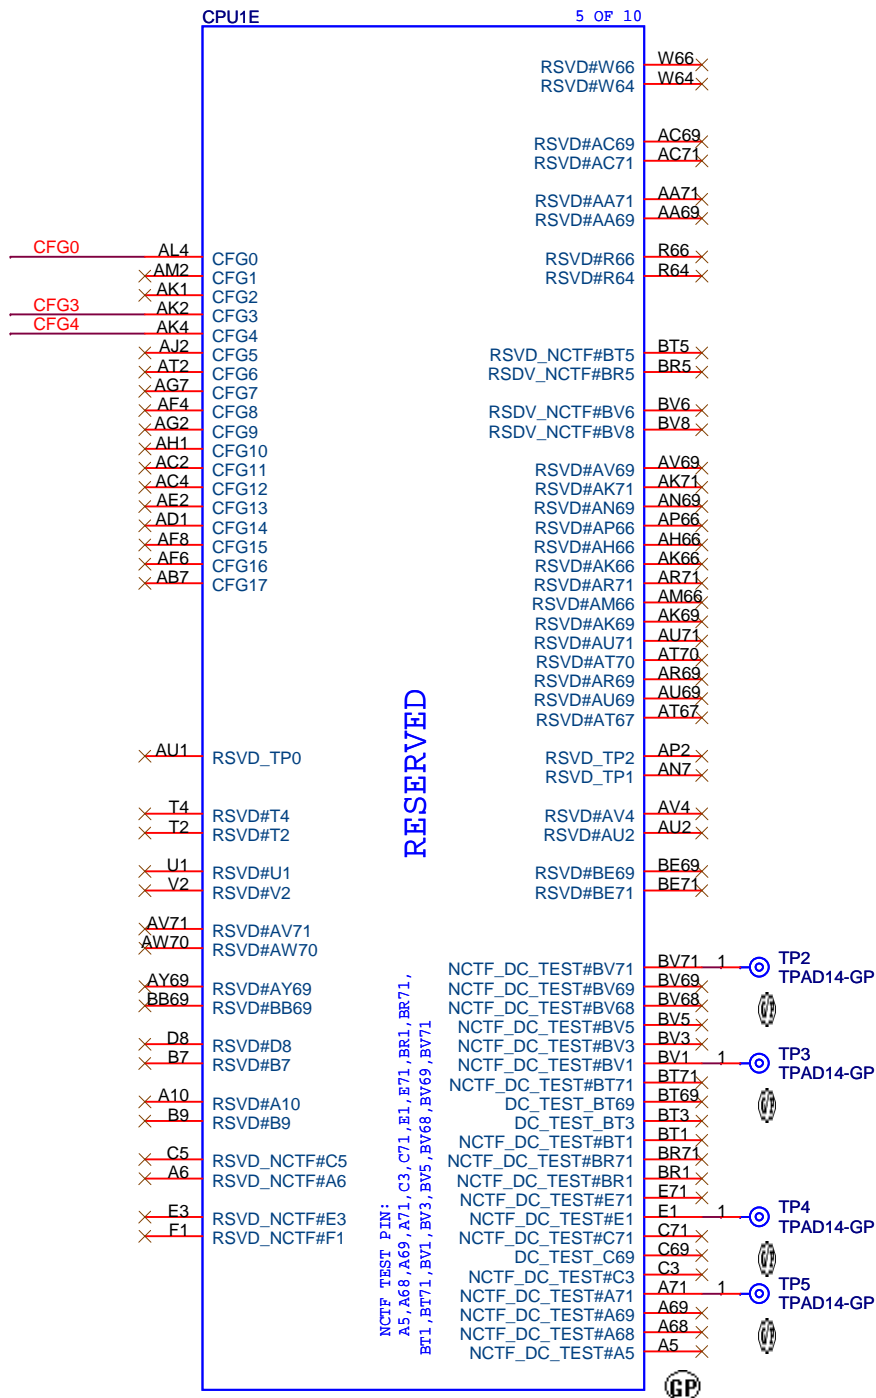 CPU1E
5 OF 10
CFG0 AL4 CFG0
AM2 CFG1
AK1 CFG2
CFG3 AK2 CFG3
CFG4 AK4 CFG4
AJ2 CFG5
AT2 CFG6
AG7 CFG7
AF4 CFG8
AG2 CFG9
AH1 CFG10
AC2 CFG11
AC4 CFG12
AE2 CFG13
AD1 CFG14
AF8 CFG15
AF6 CFG16
AB7 CFG17
AU1 RSVD_TP0
T4 RSVD#T4
T2 RSVD#T2
U1 RSVD#U1
V2 RSVD#V2
AV71 RSVD#AV71
AW70 RSVD#AW70
AY69 RSVD#AY69
BB69 RSVD#BB69
D8 RSVD#D8
B7 RSVD#B7
A10 RSVD#A10
B9 RSVD#B9
C5 RSVD_NCTF#C5
A6 RSVD_NCTF#A6
E3 RSVD_NCTF#E3
F1 RSVD_NCTF#F1
RESERVED
NCTF TEST PIN:
A5,A68,A69,A71,C3,C71,E1,E71,BR1,BR71,
BT1,BT71,BV1,BV3,BV5,BV68,BV69,BV71
RSVD#W66 W66
RSVD#W64 W64
RSVD#AC69 AC69
RSVD#AC71 AC71
RSVD#AA71 AA71
RSVD#AA69 AA69
RSVD#R66 R66
RSVD#R64 R64
RSVD_NCTF#BT5 BT5
RSDV_NCTF#BR5 BR5
RSDV_NCTF#BV6 BV6
RSDV_NCTF#BV8 BV8
RSVD#AV69 AV69
RSVD#AK71 AK71
RSVD#AN69 AN69
RSVD#AP66 AP66
RSVD#AH66 AH66
RSVD#AK66 AK66
RSVD#AR71 AR71
RSVD#AM66 AM66
RSVD#AK69 AK69
RSVD#AU71 AU71
RSVD#AT70 AT70
RSVD#AR69 AR69
RSVD#AU69 AU69
RSVD#AT67 AT67
RSVD_TP2 AP2
RSVD_TP1 AN7
RSVD#AV4 AV4
RSVD#AU2 AU2
RSVD#BE69 BE69
RSVD#BE71 BE71
NCTF_DC_TEST#BV71 BV71 1 TP2 TPAD14-GP
NCTF_DC_TEST#BV69 BV69
NCTF_DC_TEST#BV68 BV68
NCTF_DC_TEST#BV5 BV5
NCTF_DC_TEST#BV3 BV3
NCTF_DC_TEST#BV1 BV1 1 TP3 TPAD14-GP
NCTF_DC_TEST#BT71 BT71
DC_TEST_BT69 BT69
DC_TEST_BT3 BT3
NCTF_DC_TEST#BT1 BT1
NCTF_DC_TEST#BR71 BR71
NCTF_DC_TEST#BR1 BR1
NCTF_DC_TEST#E71 E71
NCTF_DC_TEST#E1 E1 1 TP4 TPAD14-GP
NCTF_DC_TEST#C71 C71
DC_TEST_C69 C69
NCTF_DC_TEST#C3 C3
NCTF_DC_TEST#A71 A71 1 TP5 TPAD14-GP
NCTF_DC_TEST#A69 A69
NCTF_DC_TEST#A68 A68
NCTF_DC_TEST#A5 A5
GP